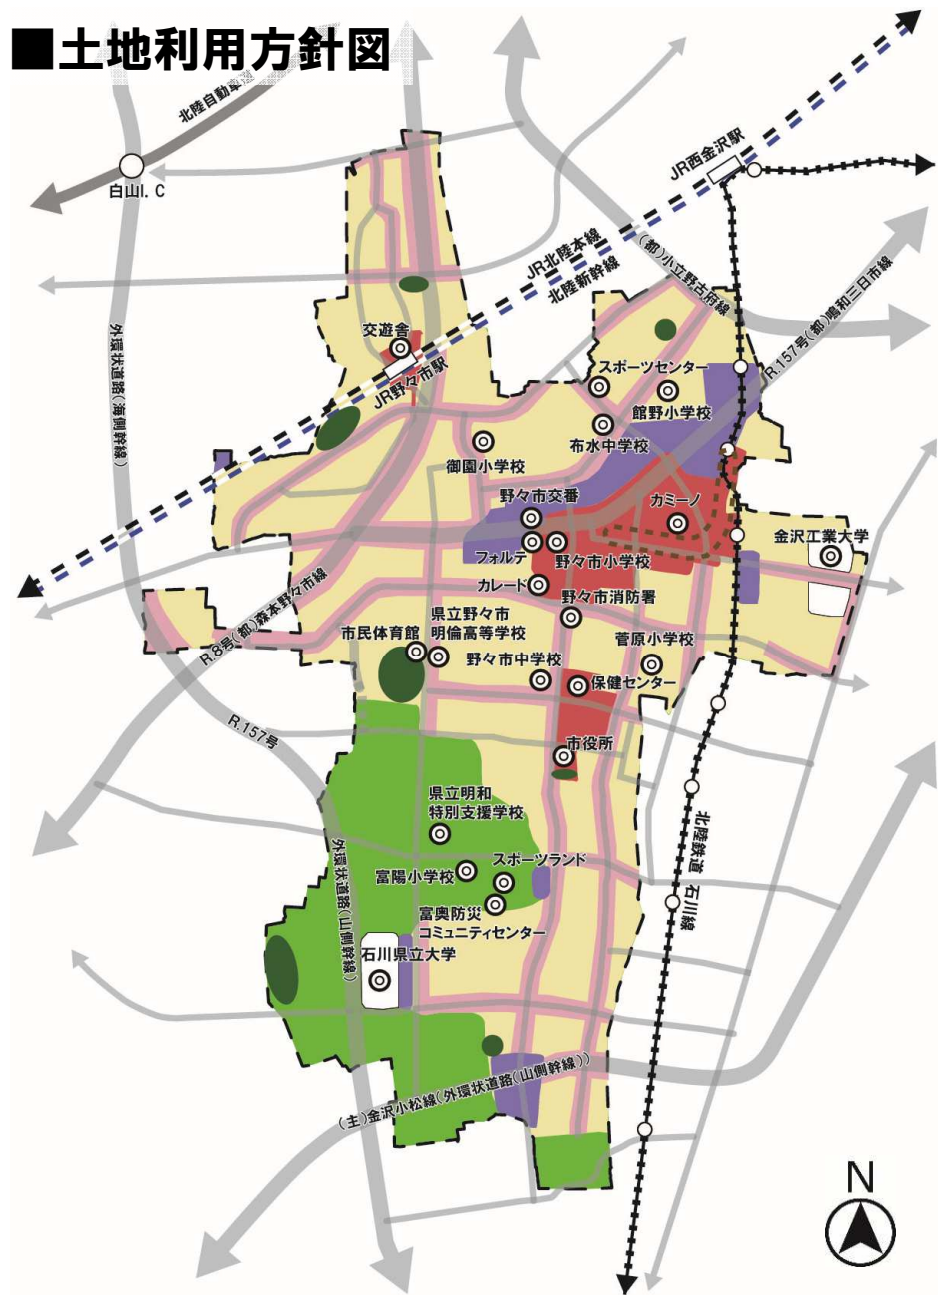 ■土地利用方針図
北陸自動車道
白山I.C
JR西金沢駅
JR北陸本線
北陸新幹線
(都)小立野古府線
R.157号(都)鳴和三日市線
外環状道路(海側幹線)
交遊舎
JR野々市駅
スポーツセンター
館野小学校
布水中学校
御園小学校
野々市交番
カミーノ
金沢工業大学
フォルテ
野々市小学校
カレード
野々市消防署
R.8号(都)森本野々市線
県立野々市
明倫高等学校
市民体育館
菅原小学校
野々市中学校
保健センター
R.157号
市役所
県立明和
特別支援学校
北陸鉄道 石川線
外環状道路(山側幹線)
スポーツランド
富陽小学校
富奥防災
コミュニティセンター
石川県立大学
(主)金沢小松線(外環状道路(山側幹線))
N